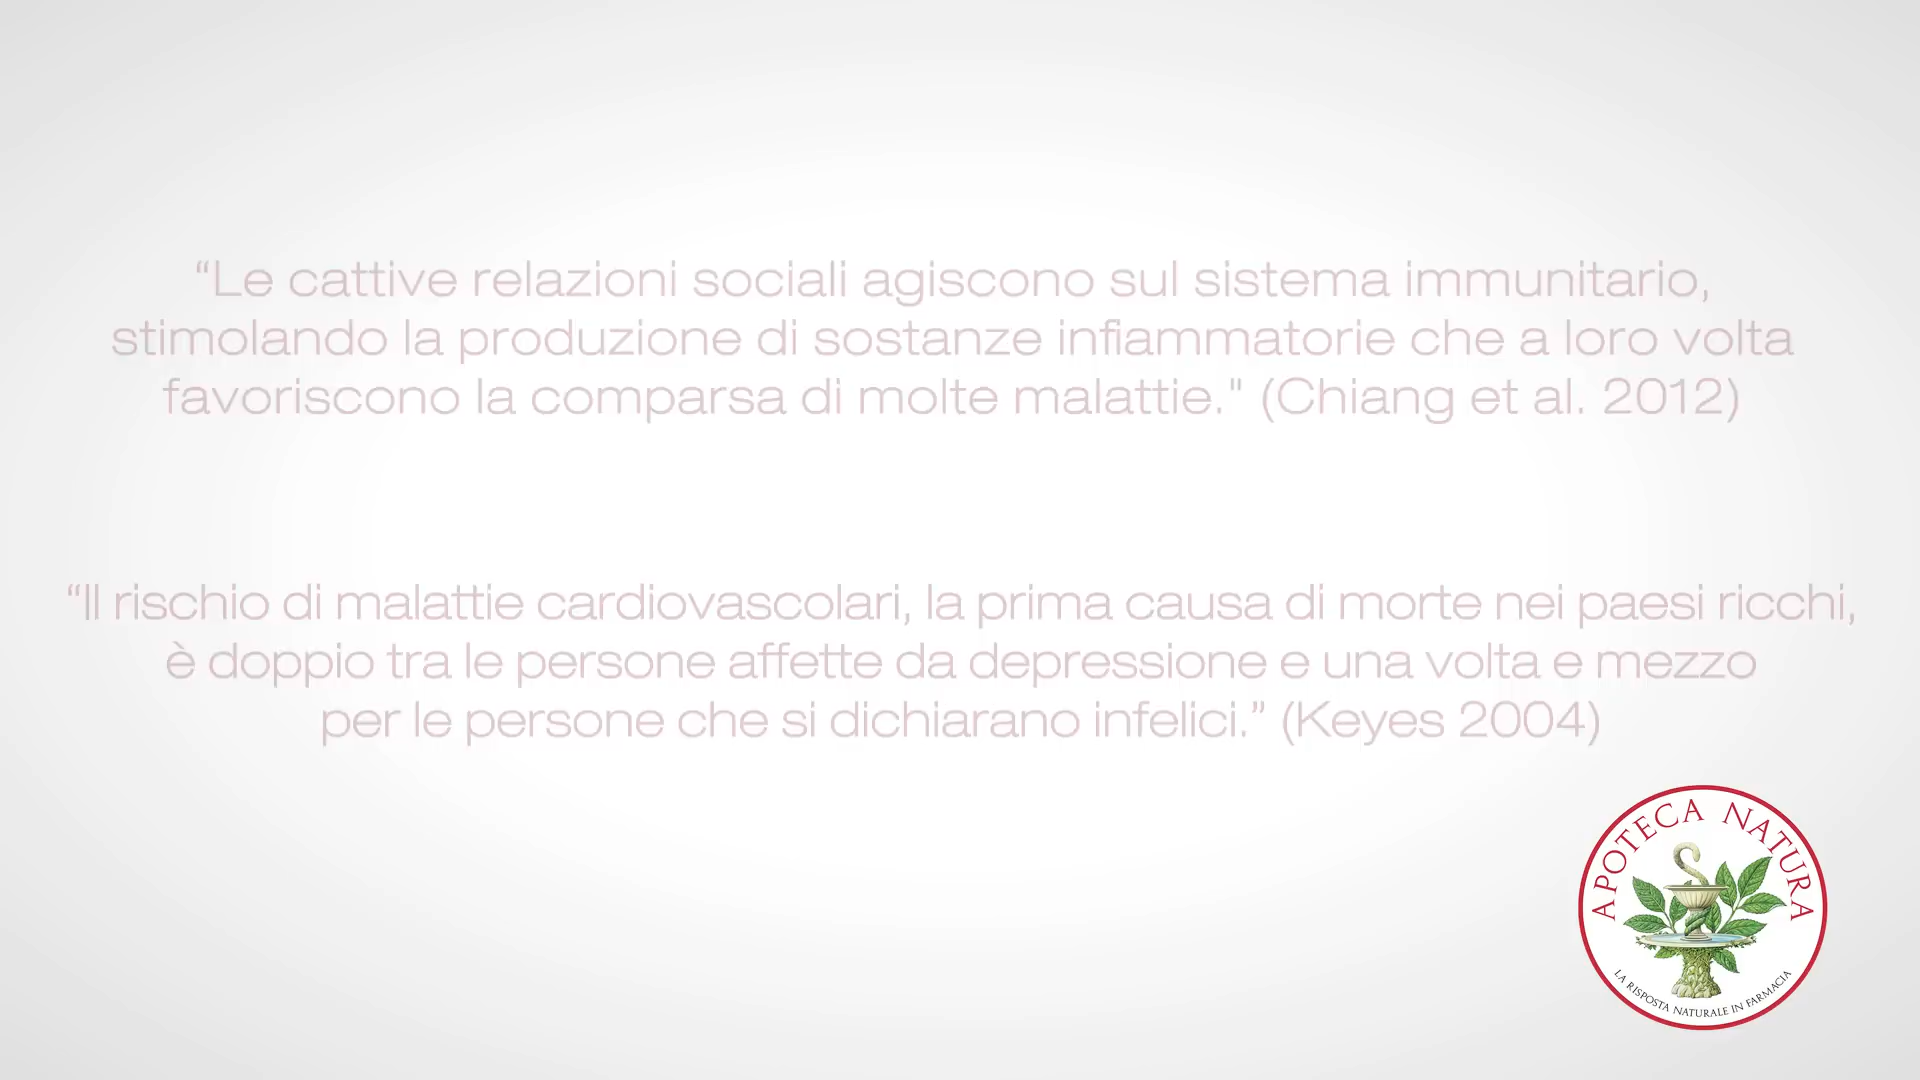 “Le cattive relazioni sociali agiscono sul sistema immunitario,
stimolando la produzione di sostanze infiammatorie che a loro volta
favoriscono la comparsa di molte malattie." (Chiang et al. 2012)
“Il rischio di malattie cardiovascolari, la prima causa di morte nei paesi ricchi,
è doppio tra le persone affette da depressione e una volta e mezzo
per le persone che si dichiarano infelici.” (Keyes 2004)
APOTECA NATURA
LA RISPOSTA NATURALE IN FARMACIA